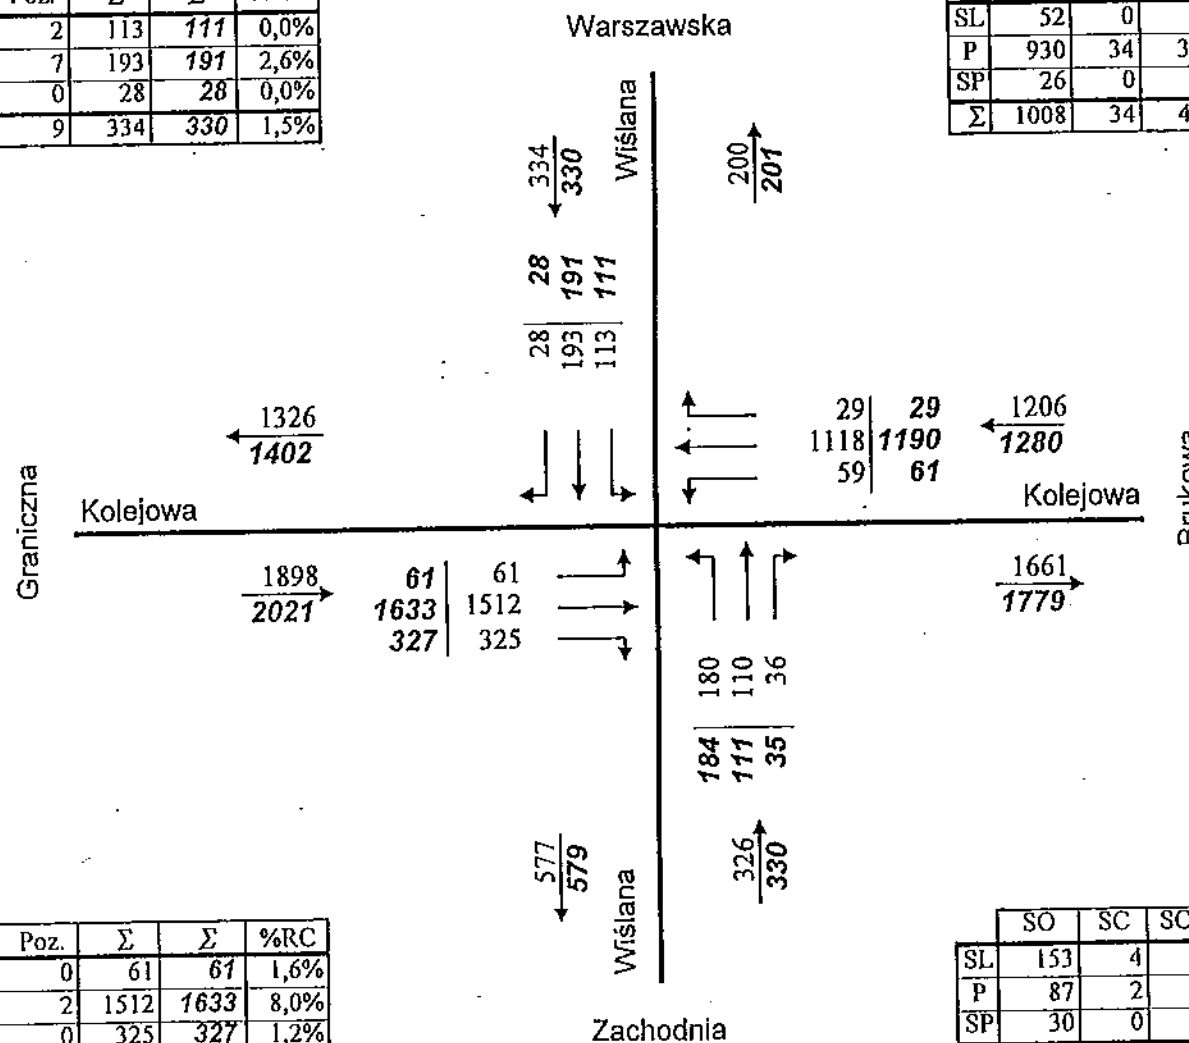 Poz. Σ Σ
2 113 111 0,0%
7 193 191 2,6%
0 28 28 0,0%
9 334 330 1,5%
Warszawska
SL 52 0
P 930 34 3
SP 26 0
Σ 1008 34 4
Wiślana
334
330
200
201
28 191 111
28 193 113
1326
1402
29 29
1118 1190
59 61
1206
1280
Graniczna
Kolejowa
Kolejowa
Brukowa
1898
2021
61 61
1633 1512
327 325
1661
1779
180 110 36
184 111 35
577
579
326
330
Wiślana
Poz. Σ Σ %RC
0 61 61 1,6%
2 1512 1633 8,0%
0 325 327 1,2%
Zachodnia
SO SC SC
SL 153 4
P 87 2
SP 30 0